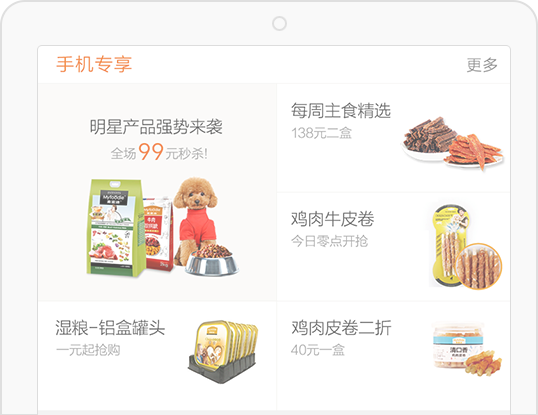 手机专享
更多
明星产品强势来袭
全场99元秒杀!
Myfoodie
每周主食精选
138元二盒
鸡肉牛皮卷
今日零点开抢
湿粮-铝盒罐头
一元起抢购
鸡肉皮卷二折
40元一盒
清口香